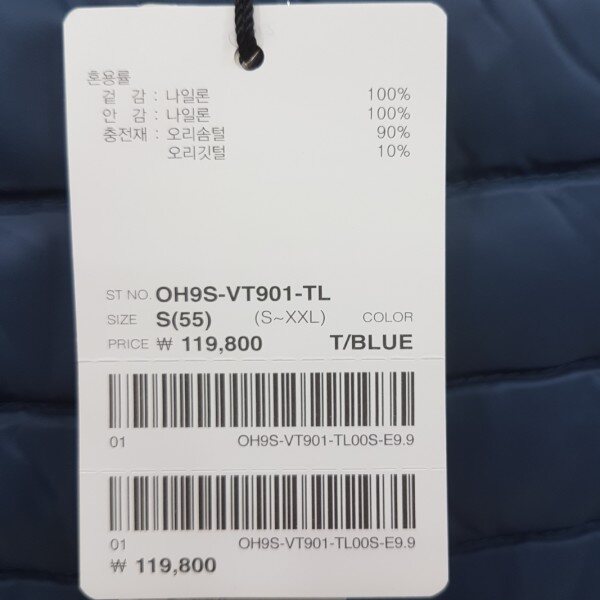 혼용률
겉 감 : 나일론 100%
안 감 : 나일론 100%
충전재 : 오리솜털 90%
오리깃털 10%
ST NO. OH9S-VT901-TL
SIZE S(55) (S~XXL) COLOR
PRICE ₩ 119,800 T/BLUE
01 OH9S-VT901-TL00S-E9.9
01 OH9S-VT901-TL00S-E9.9
₩ 119,800